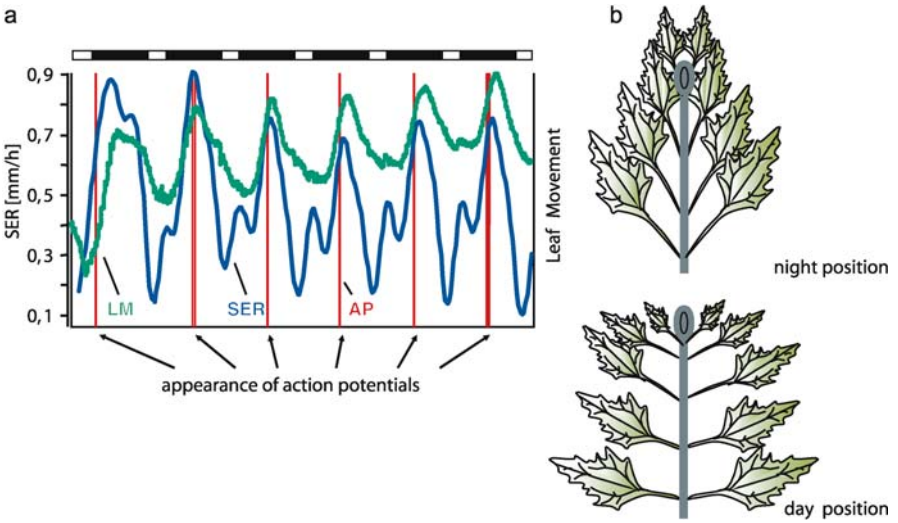 a
b
0,9
0,7
0,5
0,3
0,1
SER [mm/h]
LM
SER
AP
Leaf Movement
appearance of action potentials
night position
day position